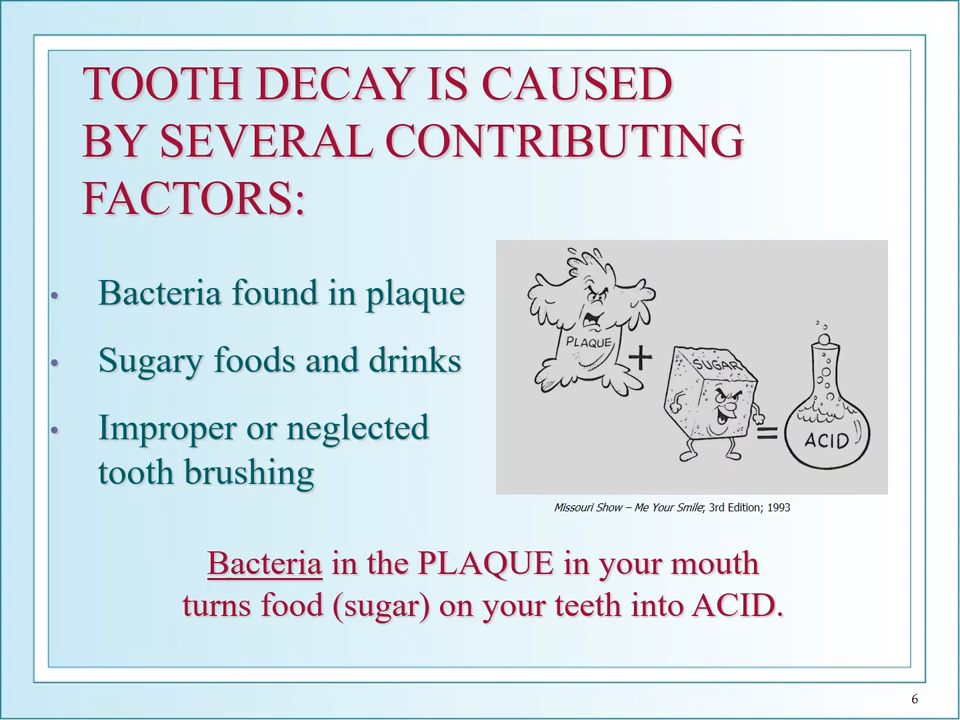 TOOTH DECAY IS CAUSED
BY SEVERAL CONTRIBUTING
FACTORS:
• Bacteria found in plaque
• Sugary foods and drinks
• Improper or neglected
tooth brushing
PLAQUE
+
SUGAR
=
ACID
Missouri Show – Me Your Smile; 3rd Edition; 1993
Bacteria in the PLAQUE in your mouth
turns food (sugar) on your teeth into ACID.
6